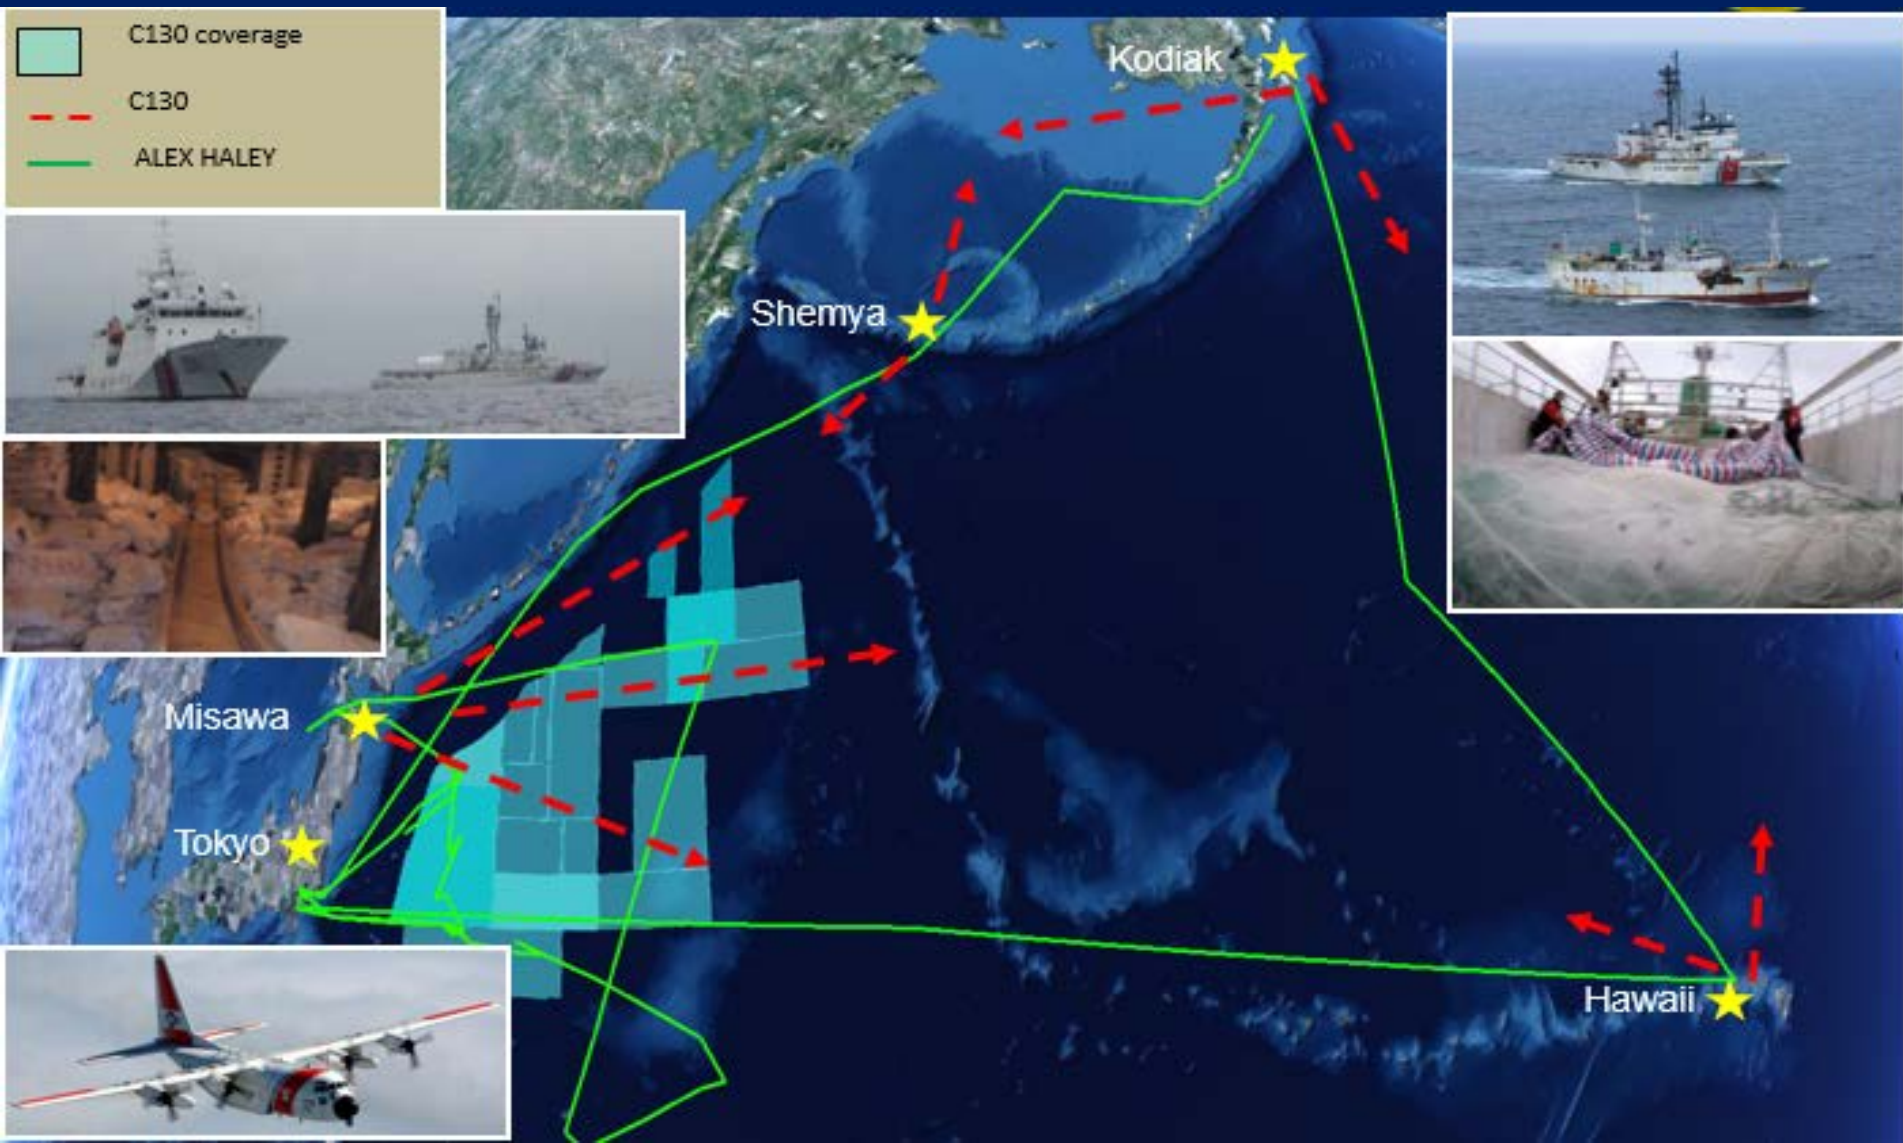 C130 coverage
C130
ALEX HALEY
Kodiak
Shemya
Misawa
Tokyo
Hawaii